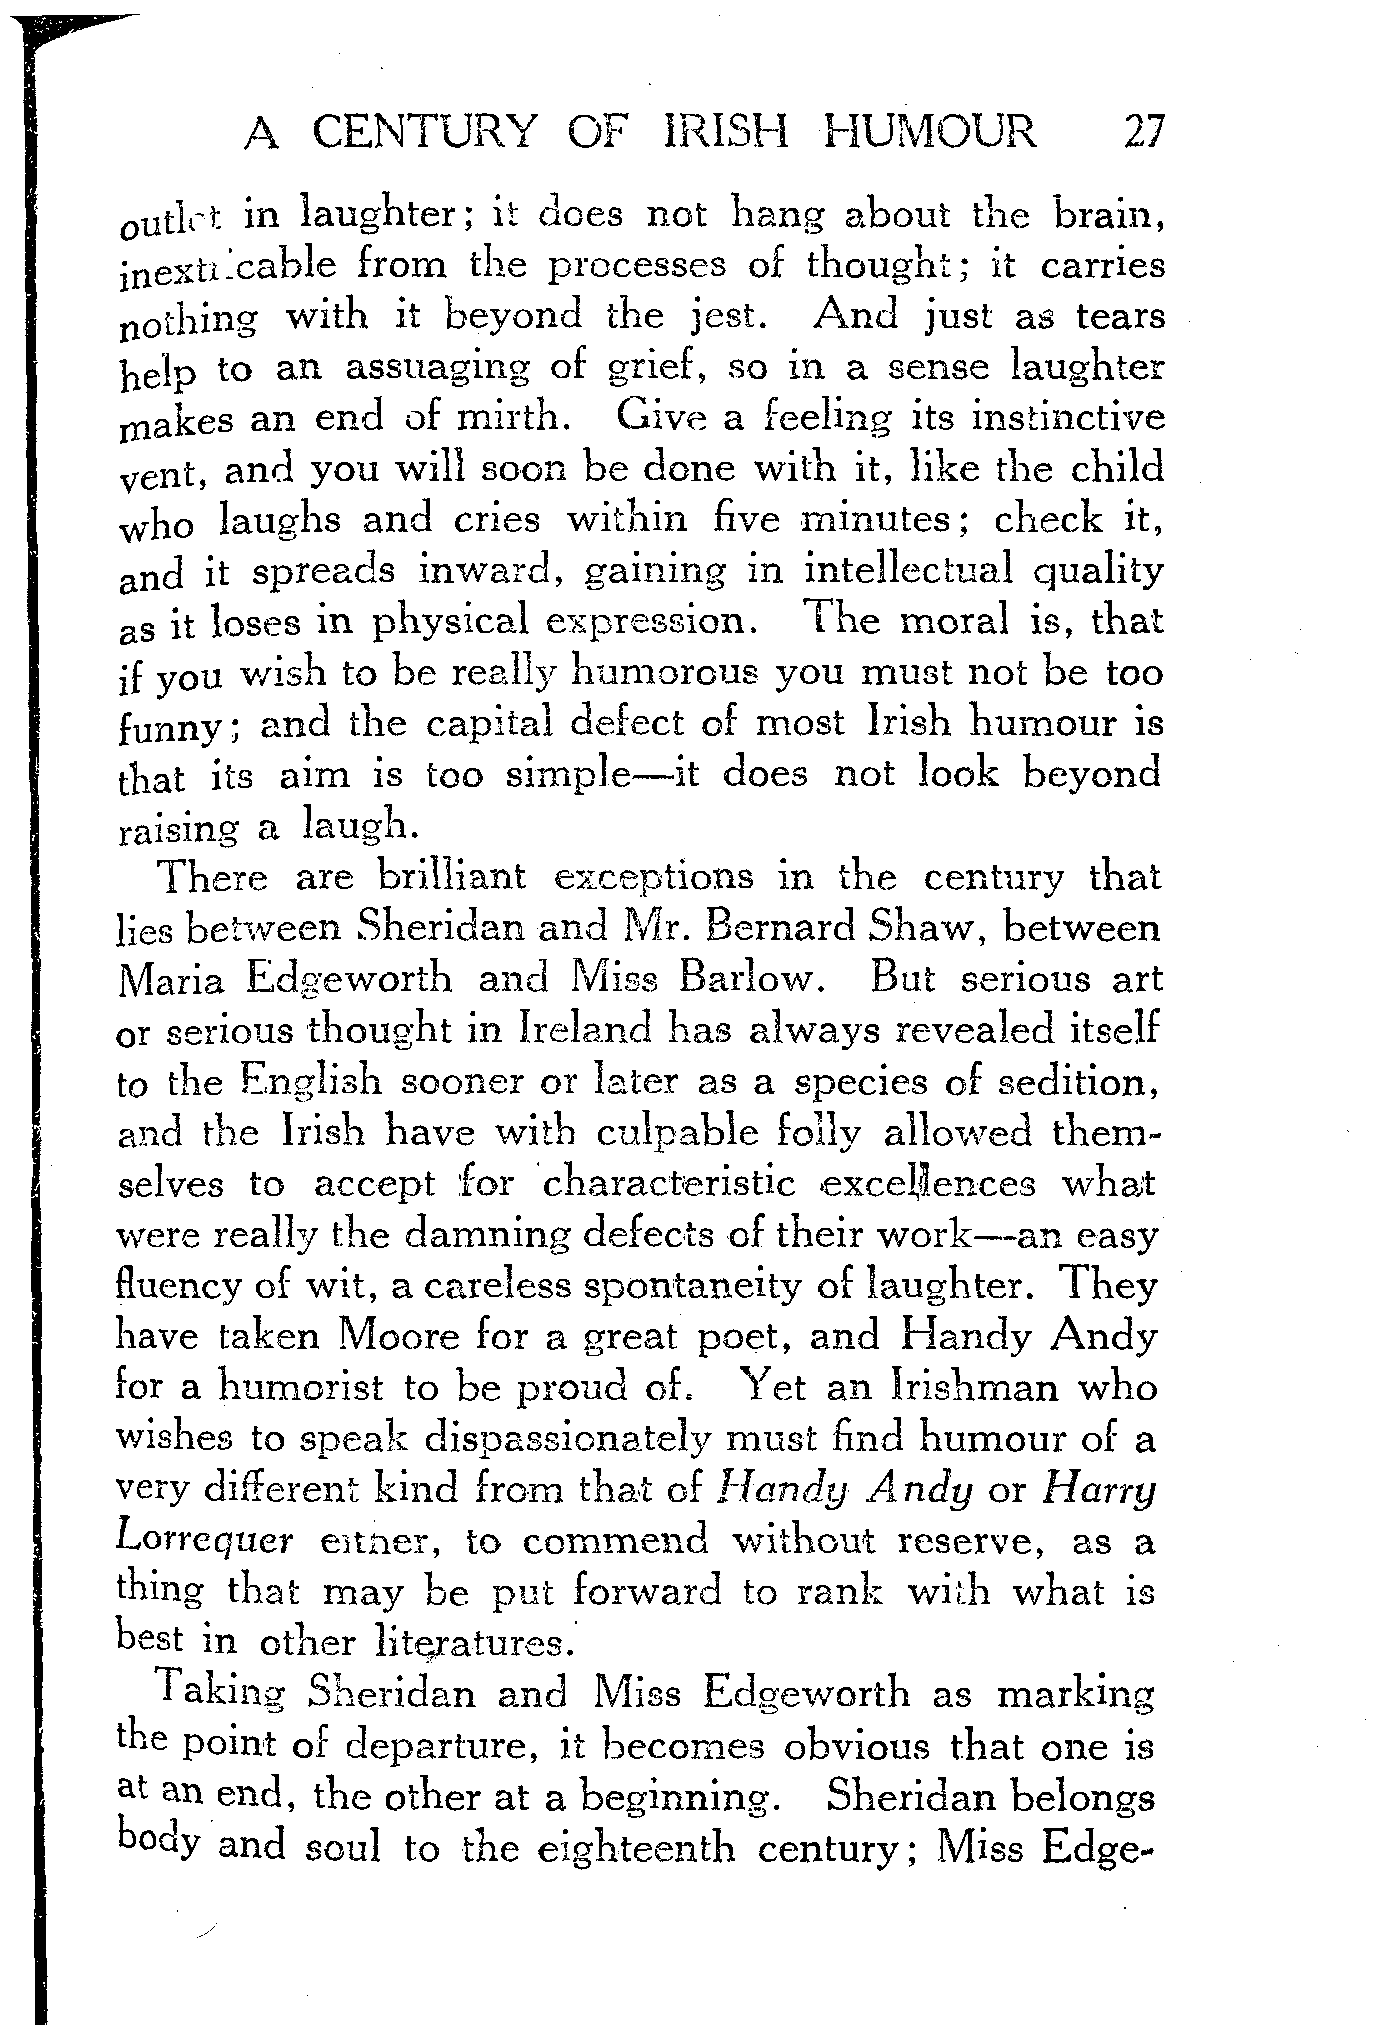 A CENTURY OF IRISH HUMOUR 27
outlet in laughter; it does not hang about the brain,
inextricable from the processes of thought; it carries
nothing with it beyond the jest. And just as tears
help to an assuaging of grief, so in a sense laughter
makes an end of mirth. Give a feeling its instinctive
vent, and you will soon be done with it, like the child
who laughs and cries within five minutes; check it,
and it spreads inward, gaining in intellectual quality
as it loses in physical expression. The moral is, that
if you wish to be really humorous you must not be too
funny; and the capital defect of most Irish humour is
that its aim is too simple—it does not look beyond
raising a laugh.
There are brilliant exceptions in the century that
lies between Sheridan and Mr. Bernard Shaw, between
Maria Edgeworth and Miss Barlow. But serious art
or serious thought in Ireland has always revealed itself
to the English sooner or later as a species of sedition,
and the Irish have with culpable folly allowed them-
selves to accept for characteristic excellences what
were really the damning defects of their work—an easy
fluency of wit, a careless spontaneity of laughter. They
have taken Moore for a great poet, and Handy Andy
for a humorist to be proud of. Yet an Irishman who
wishes to speak dispassionately must find humour of a
very different kind from that of Handy Andy or Harry
Lorrequer either, to commend without reserve, as a
thing that may be put forward to rank with what is
best in other literatures.
Taking Sheridan and Miss Edgeworth as marking
the point of departure, it becomes obvious that one is
at an end, the other at a beginning. Sheridan belongs
body and soul to the eighteenth century; Miss Edge-